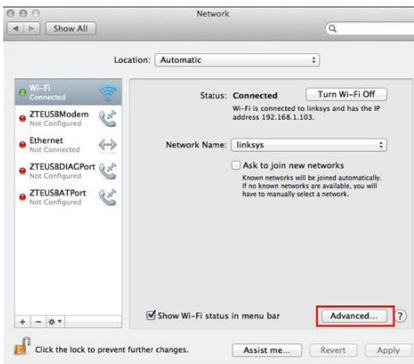 Network
Show All
Location: Automatic
Wi-Fi
Connected
ZTEUSBModem
Not Configured
Ethernet
Not Connected
ZTEUSBDIAGPort
Not Configured
ZTEUSBATPort
Not Configured
Status: Connected
Turn Wi-Fi Off
Wi-Fi is connected to linksys and has the IP
address 192.168.1.103.
Network Name: linksys
Ask to join new networks
Known networks will be joined automatically.
If no known networks are available, you will
have to manually select a network.
Show Wi-Fi status in menu bar
Advanced...
?
Click the lock to prevent further changes.
Assist me...
Revert
Apply